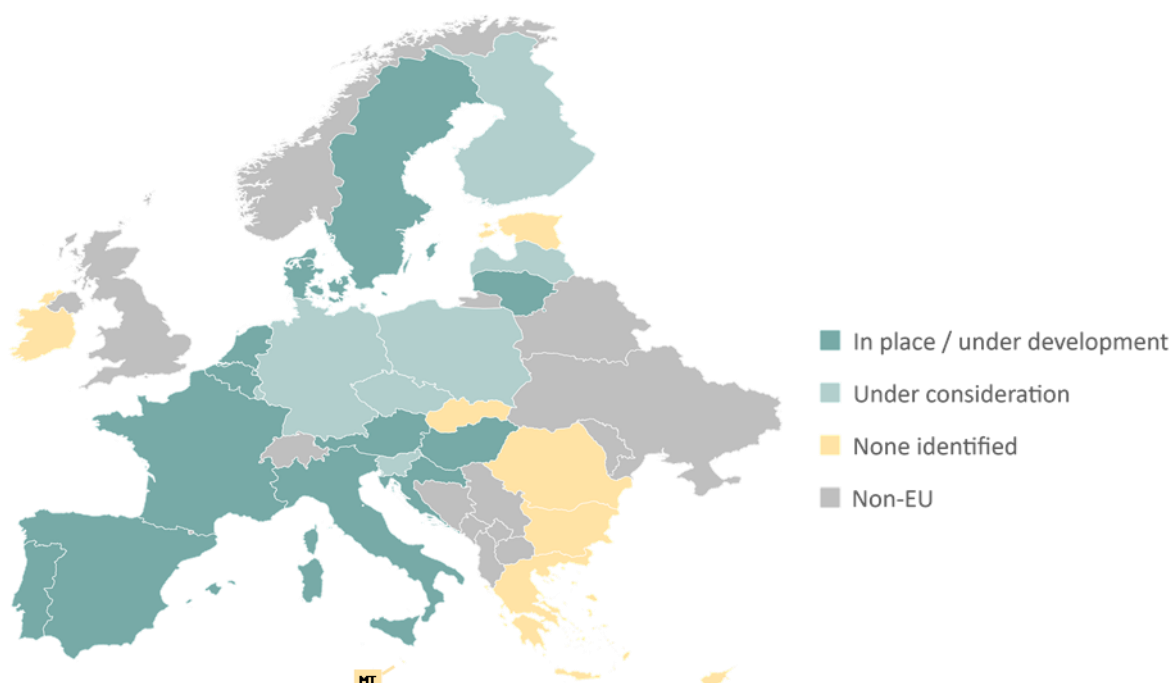 In place / under development
Under consideration
None identified
Non-EU
MT